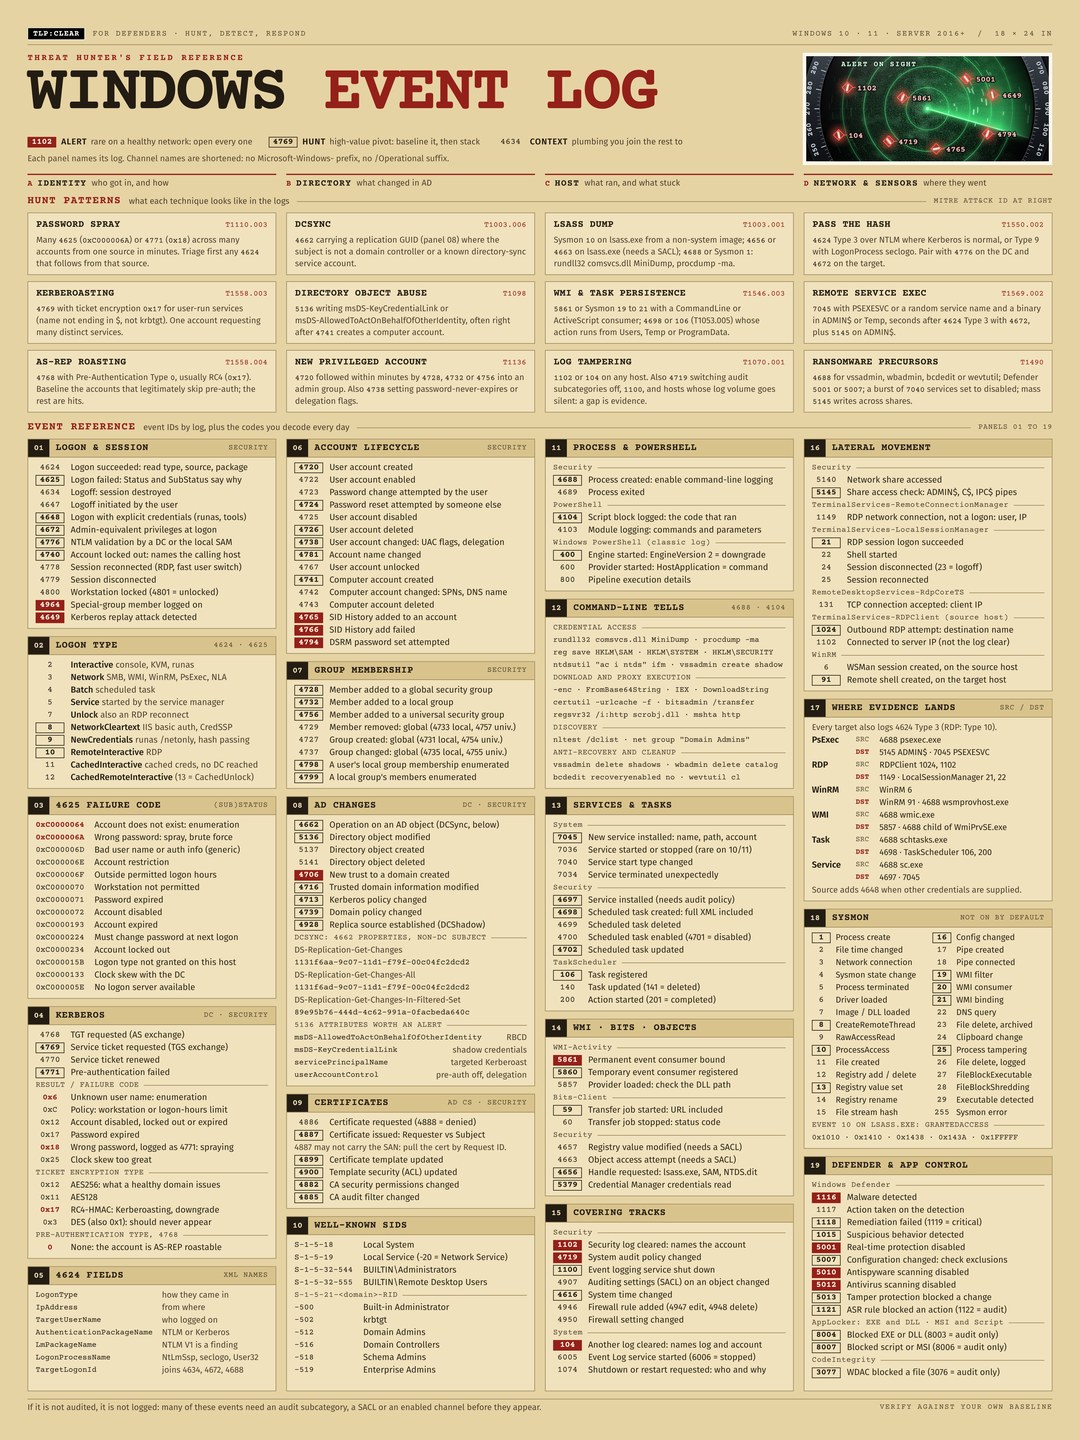 TLP:CLEAR FOR DEFENDERS · HUNT, DETECT, RESPOND
WINDOWS 10 · 11 · SERVER 2016+ / 18 × 24 IN
THREAT HUNTER'S FIELD REFERENCE
WINDOWS EVENT LOG
ALERT ON SIGHT
290
280
260
250
070
080
100
110
1102
5861
5001
4649
104
4719
4765
4794
1102 ALERT rare on a healthy network: open every one 4769 HUNT high-value pivot: baseline it, then stack 4634 CONTEXT plumbing you join the rest to
Each panel names its log. Channel names are shortened: no Microsoft-Windows- prefix, no /Operational suffix.
A IDENTITY who got in, and how
B DIRECTORY what changed in AD
C HOST what ran, and what stuck
D NETWORK & SENSORS where they went
HUNT PATTERNS what each technique looks like in the logs
MITRE ATT&CK ID AT RIGHT
PASSWORD SPRAY T1110.003
Many 4625 (0xC000006A) or 4771 (0x18) across many
accounts from one source in minutes. Triage first any 4624
that follows from that source.
DCSYNC T1003.006
4662 carrying a replication GUID (panel 08) where the
subject is not a domain controller or a known directory-sync
service account.
LSASS DUMP T1003.001
Sysmon 10 on lsass.exe from a non-system image; 4656 or
4663 on lsass.exe (needs a SACL); 4688 or Sysmon 1:
rundll32 comsvcs.dll MiniDump, procdump -ma.
PASS THE HASH T1550.002
4624 Type 3 over NTLM where Kerberos is normal, or Type 9
with LogonProcess seclogo. Pair with 4776 on the DC and
4672 on the target.
KERBEROASTING T1558.003
4769 with ticket encryption 0x17 for user-run services
(name not ending in $, not krbtgt). One account requesting
many distinct services.
DIRECTORY OBJECT ABUSE T1098
5136 writing msDS-KeyCredentialLink or
msDS-AllowedToActOnBehalfOfOtherIdentity, often right
after 4741 creates a computer account.
WMI & TASK PERSISTENCE T1546.003
5861 or Sysmon 19 to 21 with a CommandLine or
ActiveScript consumer; 4698 or 106 (T1053.005) whose
action runs from Users, Temp or ProgramData.
REMOTE SERVICE EXEC T1569.002
7045 with PSEXESVC or a random service name and a binary
in ADMIN$ or Temp, seconds after 4624 Type 3 with 4672,
plus 5145 on ADMIN$.
AS-REP ROASTING T1558.004
4768 with Pre-Authentication Type 0, usually RC4 (0x17).
Baseline the accounts that legitimately skip pre-auth; the
rest are hits.
NEW PRIVILEGED ACCOUNT T1136
4720 followed within minutes by 4728, 4732 or 4756 into an
admin group. Also 4738 setting password-never-expires or
delegation flags.
LOG TAMPERING T1070.001
1102 or 104 on any host. Also 4719 switching audit
subcategories off, 1100, and hosts whose log volume goes
silent: a gap is evidence.
RANSOMWARE PRECURSORS T1490
4688 for vssadmin, wbadmin, bcdedit or wevtutil; Defender
5001 or 5007; a burst of 7040 services set to disabled; mass
5145 writes across shares.
EVENT REFERENCE event IDs by log, plus the codes you decode every day
PANELS 01 TO 19
01 LOGON & SESSION SECURITY
4624 Logon succeeded: read type, source, package
4625 Logon failed: Status and SubStatus say why
4634 Logoff: session destroyed
4647 Logoff initiated by the user
4648 Logon with explicit credentials (runas, tools)
4672 Admin-equivalent privileges at logon
4776 NTLM validation by a DC or the local SAM
4740 Account locked out: names the calling host
4778 Session reconnected (RDP, fast user switch)
4779 Session disconnected
4800 Workstation locked (4801 = unlocked)
4964 Special-group member logged on
4649 Kerberos replay attack detected
02 LOGON TYPE 4624 · 4625
2 Interactive console, KVM, runas
3 Network SMB, WMI, WinRM, PsExec, NLA
4 Batch scheduled task
5 Service started by the service manager
7 Unlock also an RDP reconnect
8 NetworkCleartext IIS basic auth, CredSSP
9 NewCredentials runas /netonly, hash passing
10 RemoteInteractive RDP
11 CachedInteractive cached creds, no DC reached
12 CachedRemoteInteractive (13 = CachedUnlock)
03 4625 FAILURE CODE (SUB)STATUS
0xC0000064 Account does not exist: enumeration
0xC000006A Wrong password: spray, brute force
0xC000006D Bad user name or auth info (generic)
0xC000006E Account restriction
0xC000006F Outside permitted logon hours
0xC0000070 Workstation not permitted
0xC0000071 Password expired
0xC0000072 Account disabled
0xC0000193 Account expired
0xC0000224 Must change password at next logon
0xC0000234 Account locked out
0xC000015B Logon type not granted on this host
0xC0000133 Clock skew with the DC
0xC000005E No logon server available
04 KERBEROS DC · SECURITY
4768 TGT requested (AS exchange)
4769 Service ticket requested (TGS exchange)
4770 Service ticket renewed
4771 Pre-authentication failed
RESULT / FAILURE CODE
0x6 Unknown user name: enumeration
0xC Policy: workstation or logon-hours limit
0x12 Account disabled, locked out or expired
0x17 Password expired
0x18 Wrong password, logged as 4771: spraying
0x25 Clock skew too great
TICKET ENCRYPTION TYPE
0x12 AES256: what a healthy domain issues
0x11 AES128
0x17 RC4-HMAC: Kerberoasting, downgrade
0x3 DES (also 0x1): should never appear
PRE-AUTHENTICATION TYPE, 4768
0 None: the account is AS-REP roastable
05 4624 FIELDS XML NAMES
LogonType how they came in
IpAddress from where
TargetUserName who logged on
AuthenticationPackageName NTLM or Kerberos
LmPackageName NTLM V1 is a finding
LogonProcessName NtLmSsp, seclogo, User32
TargetLogonId joins 4634, 4672, 4688
06 ACCOUNT LIFECYCLE SECURITY
4720 User account created
4722 User account enabled
4723 Password change attempted by the user
4724 Password reset attempted by someone else
4725 User account disabled
4726 User account deleted
4738 User account changed: UAC flags, delegation
4781 Account name changed
4767 User account unlocked
4741 Computer account created
4742 Computer account changed: SPNs, DNS name
4743 Computer account deleted
4765 SID History added to an account
4766 SID History add failed
4794 DSRM password set attempted
07 GROUP MEMBERSHIP SECURITY
4728 Member added to a global security group
4732 Member added to a local group
4756 Member added to a universal security group
4729 Member removed: global (4733 local, 4757 univ.)
4727 Group created: global (4731 local, 4754 univ.)
4737 Group changed: global (4735 local, 4755 univ.)
4798 A user's local group membership enumerated
4799 A local group's members enumerated
08 AD CHANGES DC · SECURITY
4662 Operation on an AD object (DCSync, below)
5136 Directory object modified
5137 Directory object created
5141 Directory object deleted
4706 New trust to a domain created
4716 Trusted domain information modified
4713 Kerberos policy changed
4739 Domain policy changed
4928 Replica source established (DCShadow)
DCSYNC: 4662 PROPERTIES, NON-DC SUBJECT
DS-Replication-Get-Changes
1131f6aa-9c07-11d1-f79f-00c04fc2dcd2
DS-Replication-Get-Changes-All
1131f6ad-9c07-11d1-f79f-00c04fc2dcd2
DS-Replication-Get-Changes-In-Filtered-Set
89e95b76-444d-4c62-991a-0facbeda640c
5136 ATTRIBUTES WORTH AN ALERT
msDS-AllowedToActOnBehalfOfOtherIdentity RBCD
msDS-KeyCredentialLink shadow credentials
servicePrincipalName targeted Kerberoast
userAccountControl pre-auth off, delegation
09 CERTIFICATES AD CS · SECURITY
4886 Certificate requested (4888 = denied)
4887 Certificate issued: Requester vs Subject
4887 may not carry the SAN: pull the cert by Request ID.
4899 Certificate template updated
4900 Template security (ACL) updated
4882 CA security permissions changed
4885 CA audit filter changed
10 WELL-KNOWN SIDS
S-1-5-18 Local System
S-1-5-19 Local Service (-20 = Network Service)
S-1-5-32-544 BUILTIN\Administrators
S-1-5-32-555 BUILTIN\Remote Desktop Users
S-1-5-21-<domain>-RID
-500 Built-in Administrator
-502 krbtgt
-512 Domain Admins
-516 Domain Controllers
-518 Schema Admins
-519 Enterprise Admins
11 PROCESS & POWERSHELL
Security
4688 Process created: enable command-line logging
4689 Process exited
PowerShell
4104 Script block logged: the code that ran
4103 Module logging: commands and parameters
Windows PowerShell (classic log)
400 Engine started: EngineVersion 2 = downgrade
600 Provider started: HostApplication = command
800 Pipeline execution details
12 COMMAND-LINE TELLS 4688 · 4104
CREDENTIAL ACCESS
rundll32 comsvcs.dll MiniDump · procdump -ma
reg save HKLM\SAM · HKLM\SYSTEM · HKLM\SECURITY
ntdsutil "ac i ntds" ifm · vssadmin create shadow
DOWNLOAD AND PROXY EXECUTION
-enc · FromBase64String · IEX · DownloadString
certutil -urlcache -f · bitsadmin /transfer
regsvr32 /i:http scrobj.dll · mshta http
DISCOVERY
nltest /dclist · net group "Domain Admins"
ANTI-RECOVERY AND CLEANUP
vssadmin delete shadows · wbadmin delete catalog
bcdedit recoveryenabled no · wevtutil cl
13 SERVICES & TASKS
System
7045 New service installed: name, path, account
7036 Service started or stopped (rare on 10/11)
7040 Service start type changed
7034 Service terminated unexpectedly
Security
4697 Service installed (needs audit policy)
4698 Scheduled task created: full XML included
4699 Scheduled task deleted
4700 Scheduled task enabled (4701 = disabled)
4702 Scheduled task updated
TaskScheduler
106 Task registered
140 Task updated (141 = deleted)
200 Action started (201 = completed)
14 WMI · BITS · OBJECTS
WMI-Activity
5861 Permanent event consumer bound
5860 Temporary event consumer registered
5857 Provider loaded: check the DLL path
Bits-Client
59 Transfer job started: URL included
60 Transfer job stopped: status code
Security
4657 Registry value modified (needs a SACL)
4663 Object access attempt (needs a SACL)
4656 Handle requested: lsass.exe, SAM, NTDS.dit
5379 Credential Manager credentials read
15 COVERING TRACKS
Security
1102 Security log cleared: names the account
4719 System audit policy changed
1100 Event logging service shut down
4907 Auditing settings (SACL) on an object changed
4616 System time changed
4946 Firewall rule added (4947 edit, 4948 delete)
4950 Firewall setting changed
System
104 Another log cleared: names log and account
6005 Event Log service started (6006 = stopped)
1074 Shutdown or restart requested: who and why
16 LATERAL MOVEMENT
Security
5140 Network share accessed
5145 Share access check: ADMIN$, C$, IPC$ pipes
TerminalServices-RemoteConnectionManager
1149 RDP network connection, not a logon: user, IP
TerminalServices-LocalSessionManager
21 RDP session logon succeeded
22 Shell started
24 Session disconnected (23 = logoff)
25 Session reconnected
RemoteDesktopServices-RdpCoreTS
131 TCP connection accepted: client IP
TerminalServices-RDPClient (source host)
1024 Outbound RDP attempt: destination name
1102 Connected to server IP (not the log clear)
WinRM
6 WSMan session created, on the source host
91 Remote shell created, on the target host
17 WHERE EVIDENCE LANDS SRC / DST
Every target also logs 4624 Type 3 (RDP: Type 10).
PsExec SRC 4688 psexec.exe
DST 5145 ADMIN$ · 7045 PSEXESVC
RDP SRC RDPClient 1024, 1102
DST 1149 · LocalSessionManager 21, 22
WinRM SRC WinRM 6
DST WinRM 91 · 4688 wsmprovhost.exe
WMI SRC 4688 wmic.exe
DST 5857 · 4688 child of WmiPrvSE.exe
Task SRC 4688 schtasks.exe
DST 4698 · TaskScheduler 106, 200
Service SRC 4688 sc.exe
DST 4697 · 7045
Source adds 4648 when other credentials are supplied.
18 SYSMON NOT ON BY DEFAULT
1 Process create 16 Config changed
2 File time changed 17 Pipe created
3 Network connection 18 Pipe connected
4 Sysmon state change 19 WMI filter
5 Process terminated 20 WMI consumer
6 Driver loaded 21 WMI binding
7 Image / DLL loaded 22 DNS query
8 CreateRemoteThread 23 File delete, archived
9 RawAccessRead 24 Clipboard change
10 ProcessAccess 25 Process tampering
11 File created 26 File delete, logged
12 Registry add / delete 27 FileBlockExecutable
13 Registry value set 28 FileBlockShredding
14 Registry rename 29 Executable detected
15 File stream hash 255 Sysmon error
EVENT 10 ON LSASS.EXE: GRANTEDACCESS
0x1010 · 0x1410 · 0x1438 · 0x143A · 0x1FFFFF
19 DEFENDER & APP CONTROL
Windows Defender
1116 Malware detected
1117 Action taken on the detection
1118 Remediation failed (1119 = critical)
1015 Suspicious behavior detected
5001 Real-time protection disabled
5007 Configuration changed: check exclusions
5010 Antispyware scanning disabled
5012 Antivirus scanning disabled
5013 Tamper protection blocked a change
1121 ASR rule blocked an action (1122 = audit)
AppLocker: EXE and DLL · MSI and Script
8004 Blocked EXE or DLL (8003 = audit only)
8007 Blocked script or MSI (8006 = audit only)
CodeIntegrity
3077 WDAC blocked a file (3076 = audit only)
If it is not audited, it is not logged: many of these events need an audit subcategory, a SACL or an enabled channel before they appear.
VERIFY AGAINST YOUR OWN BASELINE